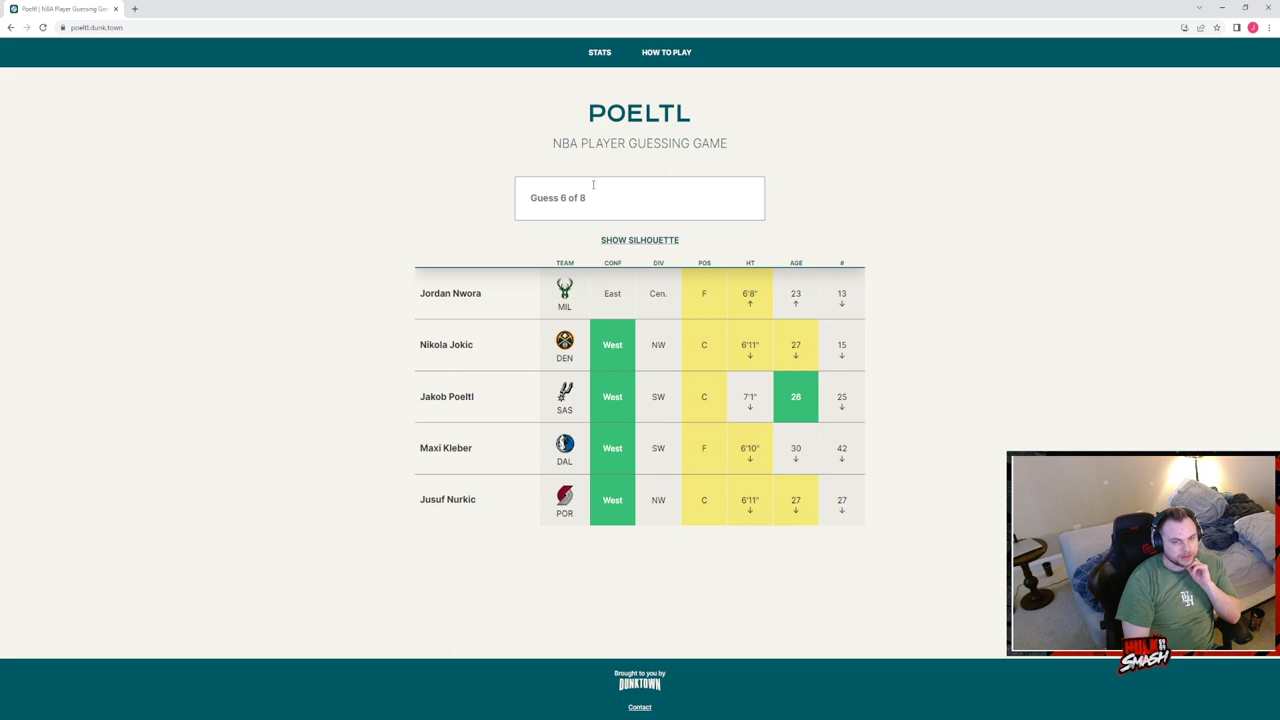 Poeltl | NBA Player Guessing Gam
poeltl.dunk.town
J
STATS HOW TO PLAY
POELTL
NBA PLAYER GUESSING GAME
Guess 6 of 8
SHOW SILHOUETTE
TEAM CONF DIV POS HT AGE #
Jordan Nwora MIL East Cen. F 6'8" ↑ 23 ↑ 13 ↓
Nikola Jokic DEN West NW C 6'11" ↓ 27 ↓ 15 ↓
Jakob Poeltl SAS West SW C 7'1" ↓ 26 25 ↓
Maxi Kleber DAL West SW F 6'10" ↓ 30 ↓ 42 ↓
Jusuf Nurkic POR West NW C 6'11" ↓ 27 ↓ 27 ↓
HULK
SMASH
Brought to you by
DUNKTOWN
Contact